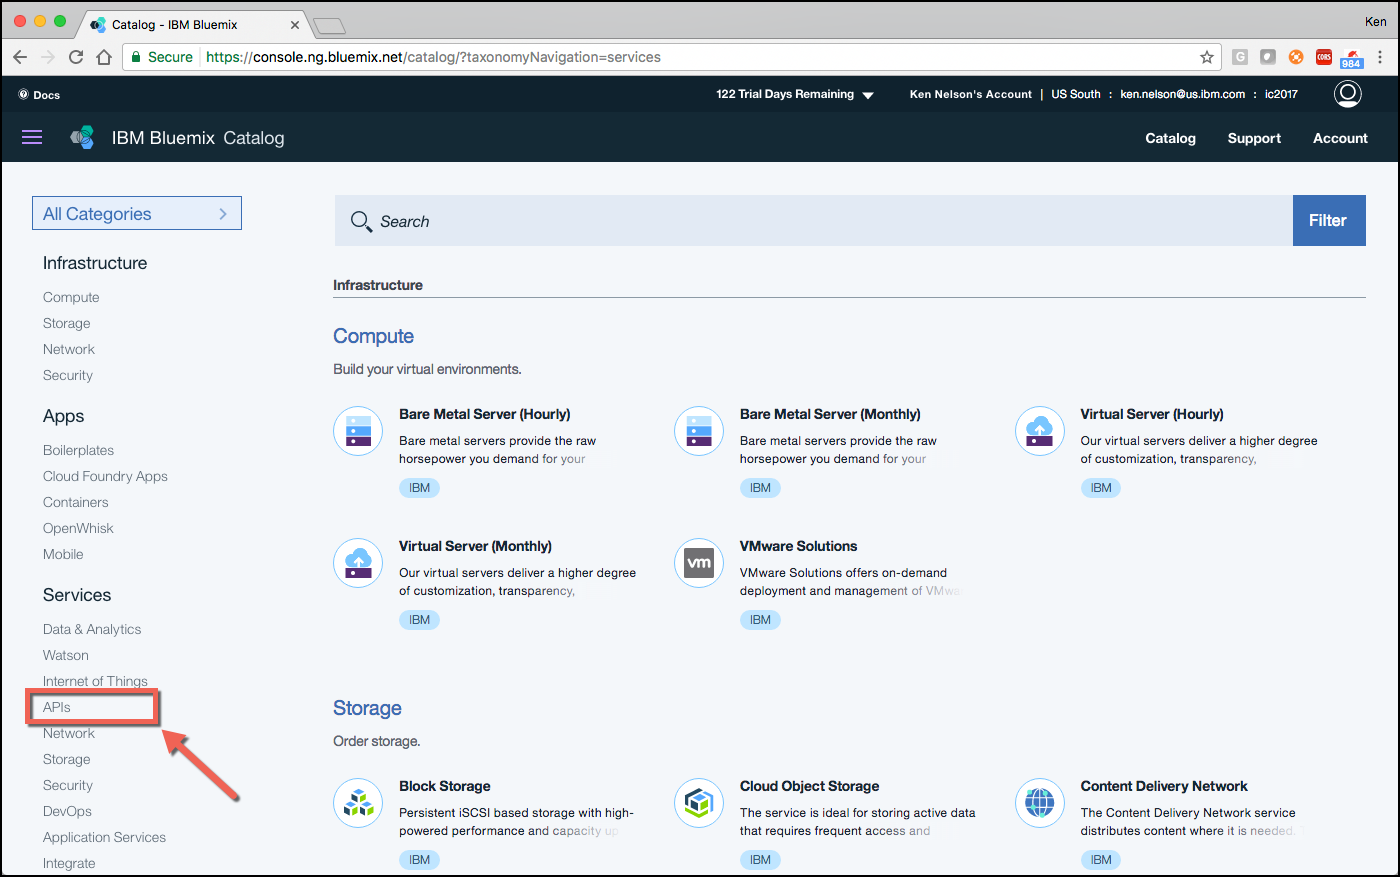 Catalog - IBM Bluemix
Ken
Secure https://console.ng.bluemix.net/catalog/?taxonomyNavigation=services
G
CORS
984
Docs
122 Trial Days Remaining
Ken Nelson's Account | US South : ken.nelson@us.ibm.com : ic2017
IBM Bluemix Catalog
Catalog Support Account
All Categories
Infrastructure
Compute
Storage
Network
Security
Apps
Boilerplates
Cloud Foundry Apps
Containers
OpenWhisk
Mobile
Services
Data & Analytics
Watson
Internet of Things
APIs
Network
Storage
Security
DevOps
Application Services
Integrate
Search
Filter
Infrastructure
Compute
Build your virtual environments.
Bare Metal Server (Hourly)
Bare metal servers provide the raw
horsepower you demand for your
IBM
Bare Metal Server (Monthly)
Bare metal servers provide the raw
horsepower you demand for your
IBM
Virtual Server (Hourly)
Our virtual servers deliver a higher degree
of customization, transparency,
IBM
Virtual Server (Monthly)
Our virtual servers deliver a higher degree
of customization, transparency,
IBM
vm
VMware Solutions
VMware Solutions offers on-demand
deployment and management of VMwa
IBM
Storage
Order storage.
Block Storage
Persistent iSCSI based storage with high-
powered performance and capacity up
IBM
Cloud Object Storage
The service is ideal for storing active data
that requires frequent access and
IBM
Content Delivery Network
The Content Delivery Network service
distributes content where it is needed.
IBM